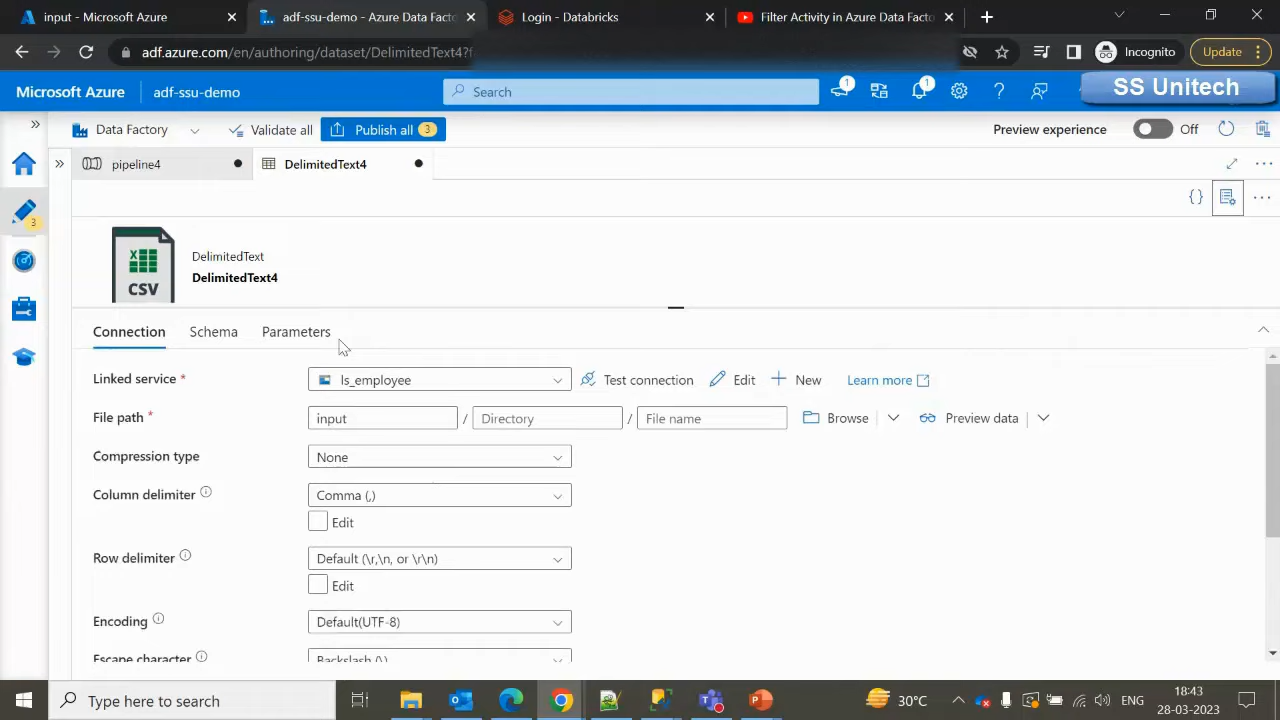 input - Microsoft Azure
adf-ssu-demo - Azure Data Fact
Login - Databricks
Filter Activity in Azure Data Facto
adf.azure.com/en/authoring/dataset/DelimitedText4?f
Incognito
Update
Microsoft Azure
adf-ssu-demo
Search
1
1
SS Unitech
Data Factory
Validate all
Publish all
3
Preview experience
Off
pipeline4
DelimitedText4
3
{}
CSV
DelimitedText
DelimitedText4
Connection
Schema
Parameters
Linked service *
ls_employee
Test connection
Edit
New
Learn more
File path *
input
/
Directory
/
File name
Browse
Preview data
Compression type
None
Column delimiter
Comma (,)
Edit
Row delimiter
Default (\r,\n, or \r\n)
Edit
Encoding
Default(UTF-8)
Escape character
Backslash (\)
Type here to search
30°C
ENG
18:43
28-03-2023